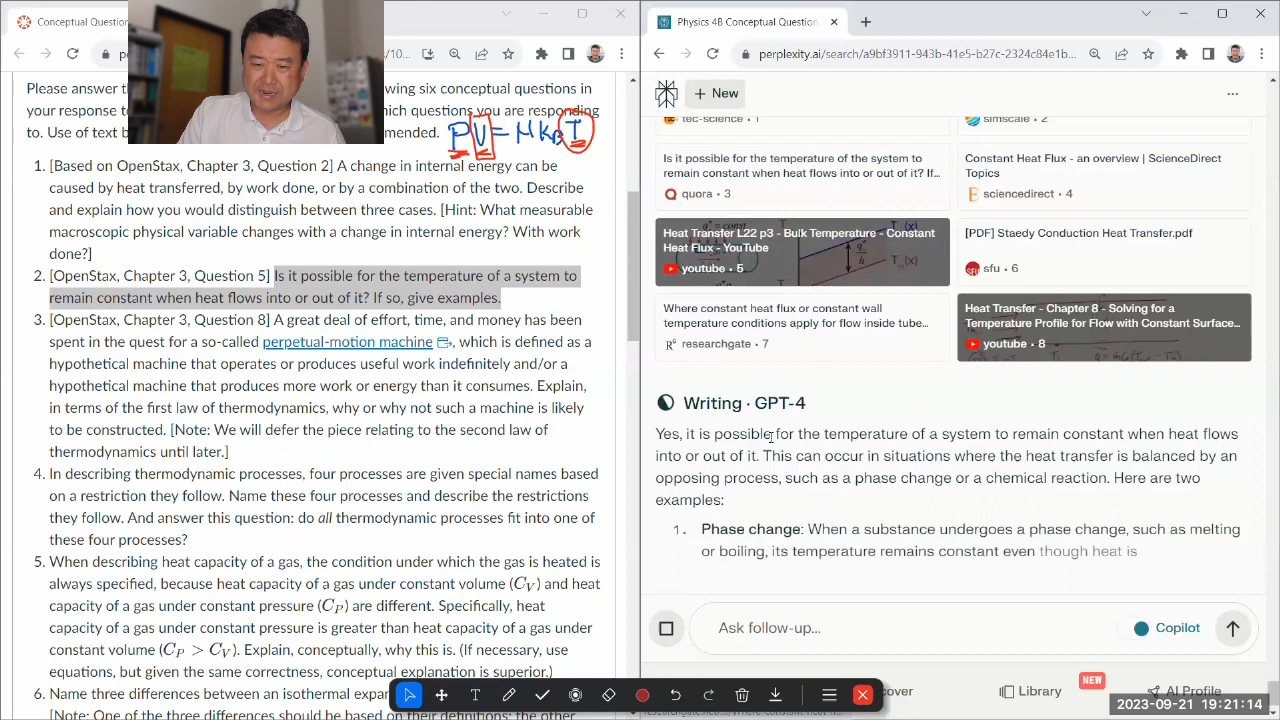 Conceptual Ques
Physics 4B Conceptual Question
/10...
perplexity.ai/search/a9bf3911-943b-41e5-b27c-232fc84e1b
Please answer th
wing six conceptual questions in
your response to
hich questions you are responding
to. Use of text b
mmended.
PV = NkBT
1. [Based on OpenStax, Chapter 3, Question 2] A change in internal energy can be
caused by heat transferred, by work done, or by a combination of the two. Describe
and explain how you would distinguish between three cases. [Hint: What measurable
macroscopic physical variable changes with a change in internal energy? With work
done?]
2. [OpenStax, Chapter 3, Question 5] Is it possible for the temperature of a system to
remain constant when heat flows into or out of it? If so, give examples.
3. [OpenStax, Chapter 3, Question 8] A great deal of effort, time, and money has been
spent in the quest for a so-called perpetual-motion machine, which is defined as a
hypothetical machine that operates or produces useful work indefinitely and/or a
hypothetical machine that produces more work or energy than it consumes. Explain,
in terms of the first law of thermodynamics, why or why not such a machine is likely
to be constructed. [Note: We will defer the piece relating to the second law of
thermodynamics until later.]
4. In describing thermodynamic processes, four processes are given special names based
on a restriction they follow. Name these four processes and describe the restrictions
they follow. And answer this question: do all thermodynamic processes fit into one of
these four processes?
5. When describing heat capacity of a gas, the condition under which the gas is heated is
always specified, because heat capacity of a gas under constant volume (CV) and heat
capacity of a gas under constant pressure (CP) are different. Specifically, heat
capacity of a gas under constant pressure is greater than heat capacity of a gas under
constant volume (CP > CV). Explain, conceptually, why this is. (If necessary, use
equations, but given the same correctness, conceptual explanation is superior.)
6. Name three differences between an isothermal expan
note One of the three differences should be based on their definitions; the other
New
tec-science • 1
simscale • 2
Is it possible for the temperature of the system to
remain constant when heat flows into or out of it? If...
quora • 3
Constant Heat Flux - an overview | ScienceDirect
Topics
sciencedirect • 4
Heat Transfer L22 p3 - Bulk Temperature - Constant
Heat Flux - YouTube
youtube • 5
[PDF] Staedy Conduction Heat Transfer.pdf
sfu • 6
Where constant heat flux or constant wall
temperature conditions apply for flow inside tube...
researchgate • 7
Heat Transfer - Chapter 8 - Solving for a
Temperature Profile for Flow with Constant Surface...
youtube • 8
Writing · GPT-4
Yes, it is possible for the temperature of a system to remain constant when heat flows
into or out of it. This can occur in situations where the heat transfer is balanced by an
opposing process, such as a phase change or a chemical reaction. Here are two
examples:
1. Phase change: When a substance undergoes a phase change, such as melting
or boiling, its temperature remains constant even though heat is
Ask follow-up...
Copilot
NEW
cover
Library
AI Profile
2023-09-21 19:21:14